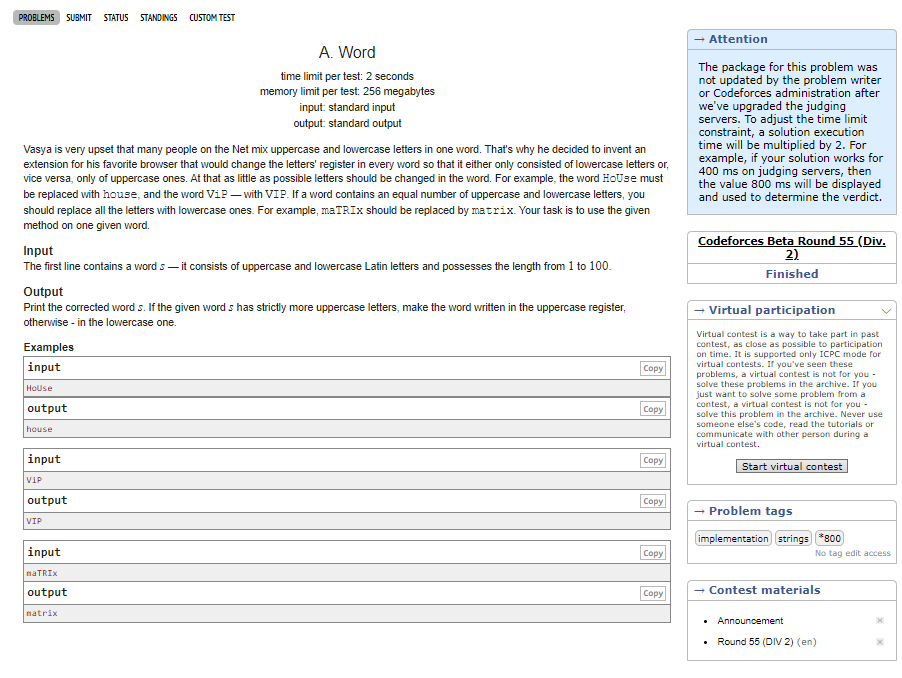 PROBLEMS SUBMIT STATUS STANDINGS CUSTOM TEST
A. Word
time limit per test: 2 seconds
memory limit per test: 256 megabytes
input: standard input
output: standard output
Vasya is very upset that many people on the Net mix uppercase and lowercase letters in one word. That's why he decided to invent an
extension for his favorite browser that would change the letters' register in every word so that it either only consisted of lowercase letters or,
vice versa, only of uppercase ones. At that as little as possible letters should be changed in the word. For example, the word HoUse must
be replaced with house, and the word ViP — with VIP. If a word contains an equal number of uppercase and lowercase letters, you
should replace all the letters with lowercase ones. For example, maTRIx should be replaced by matrix. Your task is to use the given
method on one given word.
Input
The first line contains a word s — it consists of uppercase and lowercase Latin letters and possesses the length from 1 to 100.
Output
Print the corrected word s. If the given word s has strictly more uppercase letters, make the word written in the uppercase register,
otherwise - in the lowercase one.
Examples
input Copy
HoUse
output Copy
house
input Copy
ViP
output Copy
VIP
input Copy
maTRIx
output Copy
matrix
→ Attention
The package for this problem was
not updated by the problem writer
or Codeforces administration after
we've upgraded the judging
servers. To adjust the time limit
constraint, a solution execution
time will be multiplied by 2. For
example, if your solution works for
400 ms on judging servers, then
the value 800 ms will be displayed
and used to determine the verdict.
Codeforces Beta Round 55 (Div.
2)
Finished
→ Virtual participation
Virtual contest is a way to take part in past
contest, as close as possible to participation
on time. It is supported only ICPC mode for
virtual contests. If you've seen these
problems, a virtual contest is not for you -
solve these problems in the archive. If you
just want to solve some problem from a
contest, a virtual contest is not for you -
solve this problem in the archive. Never use
someone else's code, read the tutorials or
communicate with other person during a
virtual contest.
Start virtual contest
→ Problem tags
implementation strings *800
No tag edit access
→ Contest materials
• Announcement
• Round 55 (DIV 2) (en)